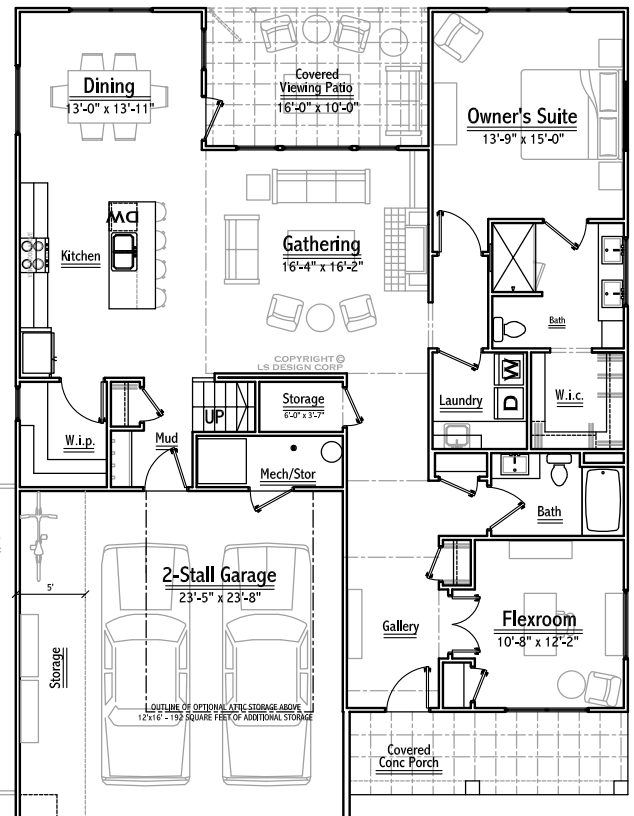 Dining
13'-0" x 13'-11"
Covered
Viewing Patio
16'-0" x 10'-0"
Owner's Suite
13'-9" x 15'-0"
DW
Kitchen
Gathering
16'-4" x 16'-2"
Bath
COPYRIGHT ©
LS DESIGN CORP
W
D
Laundry
W.i.c.
Storage
6'-0" x 3'-7"
UP
W.i.p.
Mud
Mech/Stor
Bath
2-Stall Garage
23'-5" x 23'-8"
5'
Storage
Gallery
Flexroom
10'-8" x 12'-2"
OUTLINE OF OPTIONAL ATTIC STORAGE ABOVE
12'x16' - 192 SQUARE FEET OF ADDITIONAL STORAGE
Covered
Conc Porch